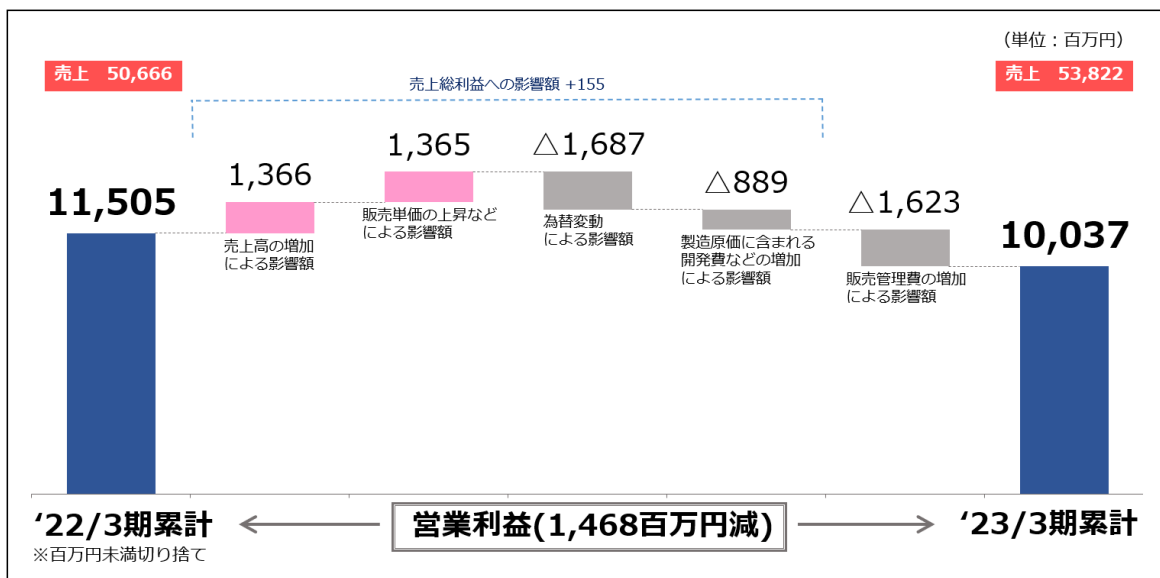 (単位：百万円)
売上 50,666
売上総利益への影響額 +155
売上 53,822
11,505
1,366
売上高の増加
による影響額
1,365
販売単価の上昇など
による影響額
△1,687
為替変動
による影響額
△889
製造原価に含まれる
開発費などの増加
による影響額
△1,623
販売管理費の増加
による影響額
10,037
‘22/3期累計
営業利益(1,468百万円減)
‘23/3期累計
※百万円未満切り捨て